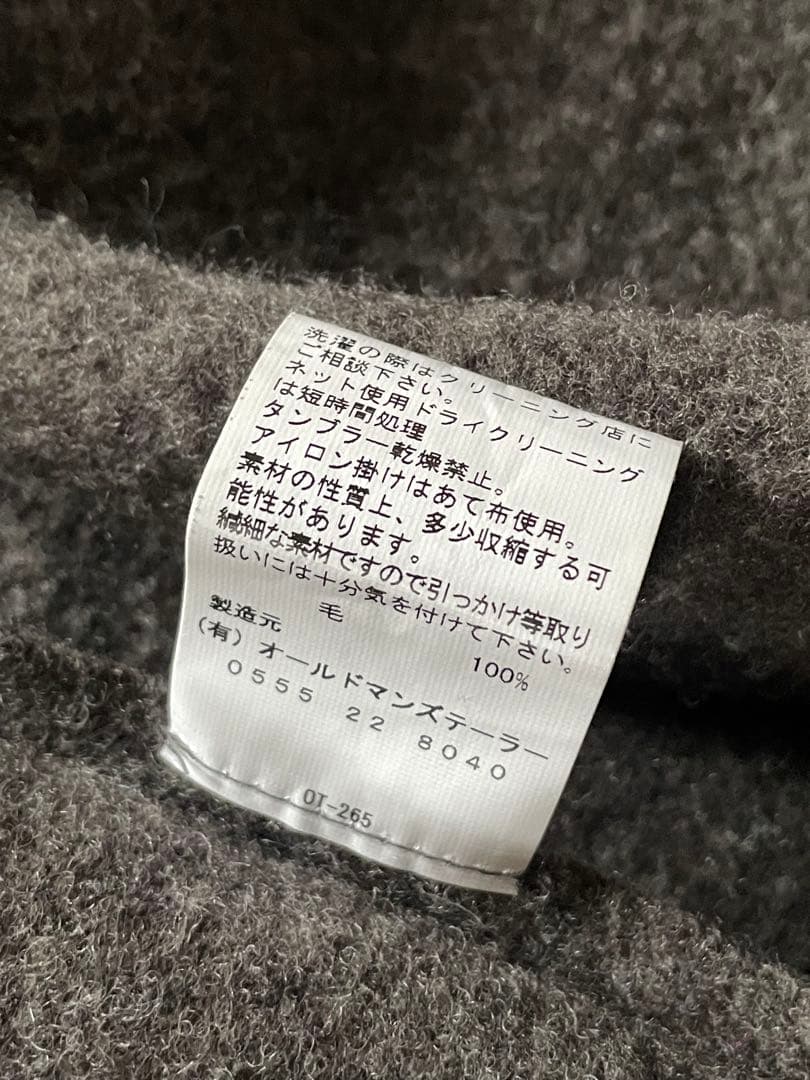 洗濯の際はクリーニング店に
ご相談下さい。
ネット使用ドライクリーニング
は短時間処理
タンブラー乾燥禁止。
アイロン掛けはあて布使用。
素材の性質上、多少収縮する可
能性があります。
繊細な素材ですので引っかけ等取り
扱いには十分気を付けて下さい。
毛 100%
製造元
(有) オールドマンズテーラー
0555 22 8040
OT-265